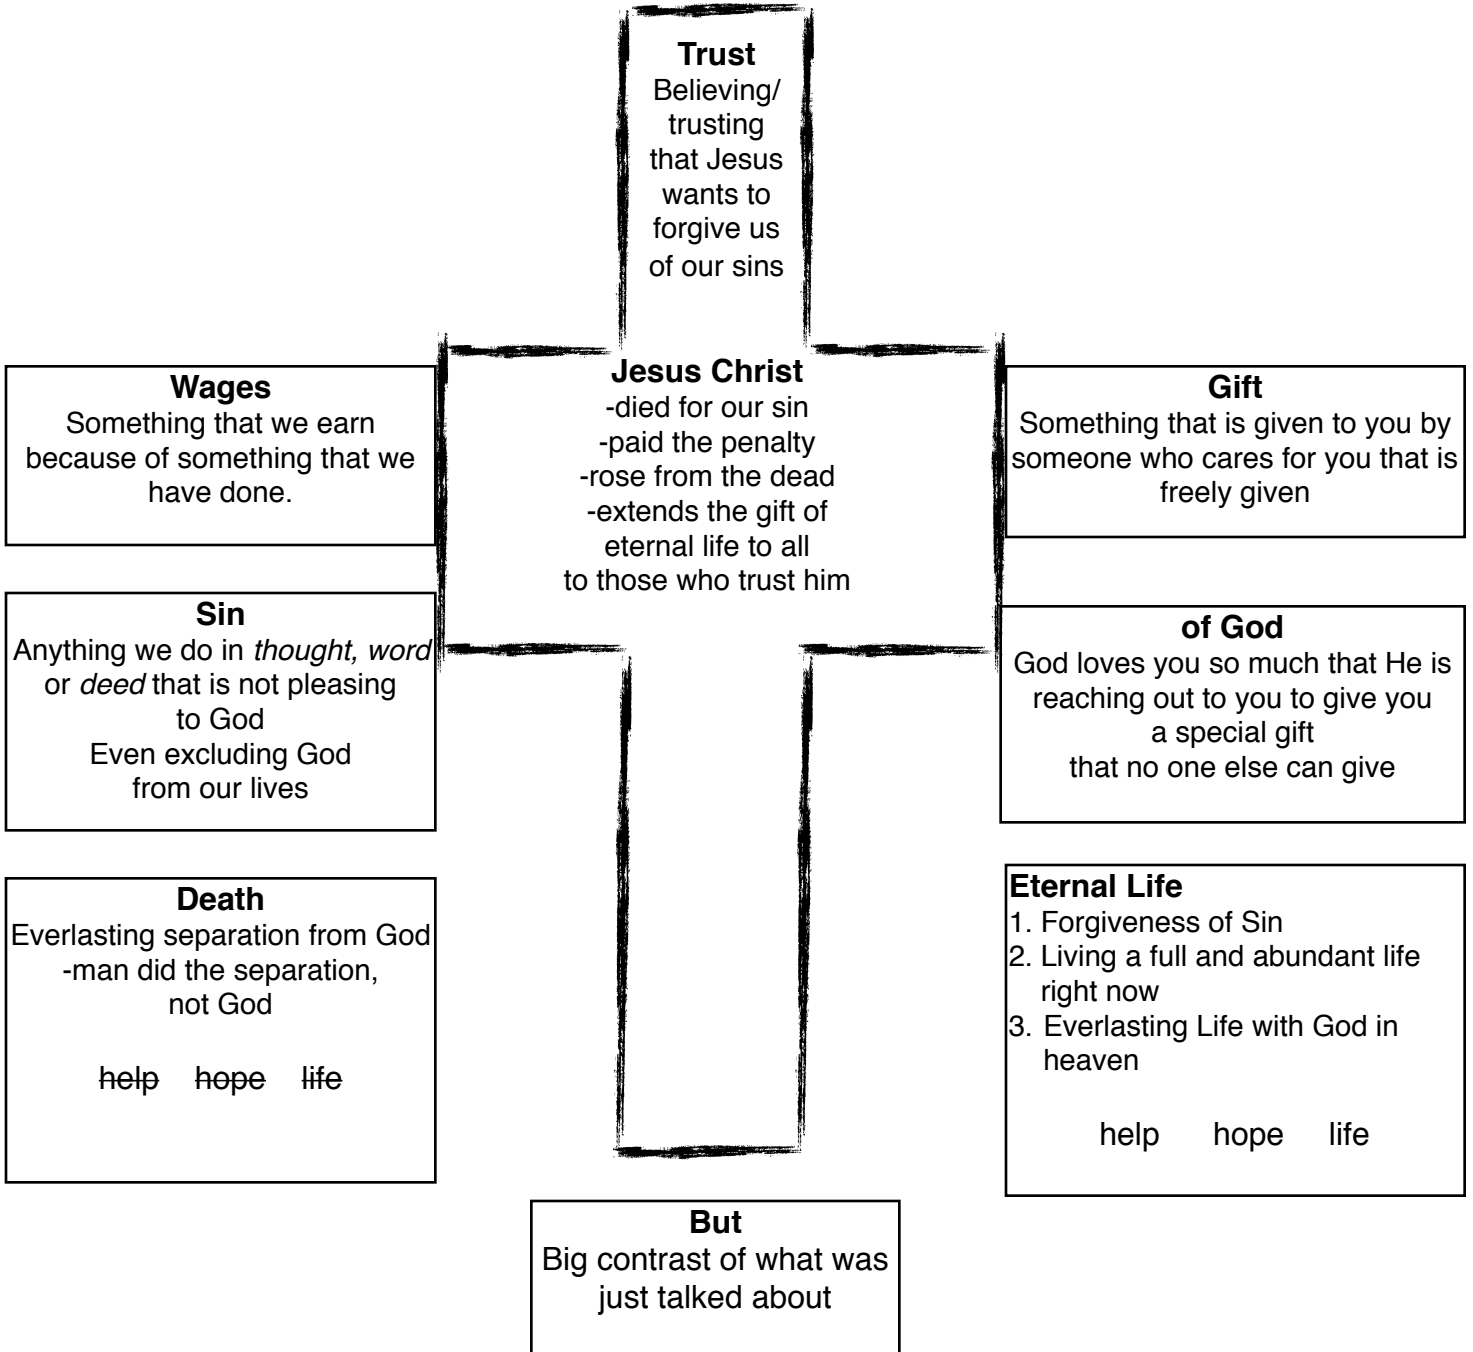 Trust
Believing/
trusting
that Jesus
wants to
forgive us
of our sins
Jesus Christ
-died for our sin
-paid the penalty
-rose from the dead
-extends the gift of
eternal life to all
to those who trust him
Wages
Something that we earn
because of something that we
have done.
Sin
Anything we do in thought, word
or deed that is not pleasing
to God
Even excluding God
from our lives
Death
Everlasting separation from God
-man did the separation,
not God
help hope life
Gift
Something that is given to you by
someone who cares for you that is
freely given
of God
God loves you so much that He is
reaching out to you to give you
a special gift
that no one else can give
Eternal Life
1. Forgiveness of Sin
2. Living a full and abundant life
right now
3. Everlasting Life with God in
heaven
help hope life
But
Big contrast of what was
just talked about